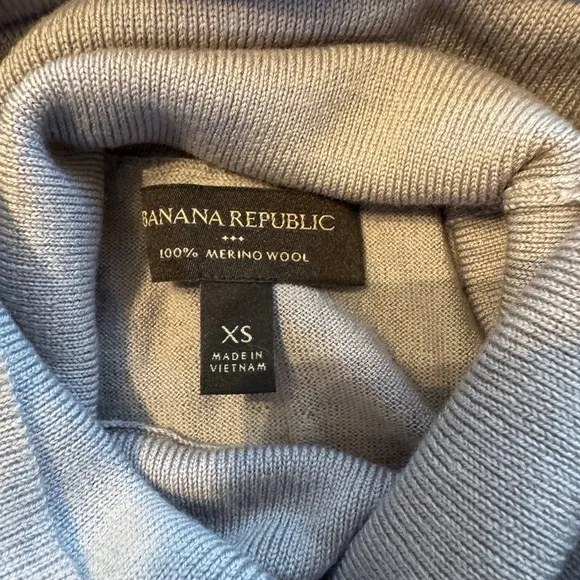 BANANA REPUBLIC
100% MERINO WOOL
XS
MADE IN
VIETNAM